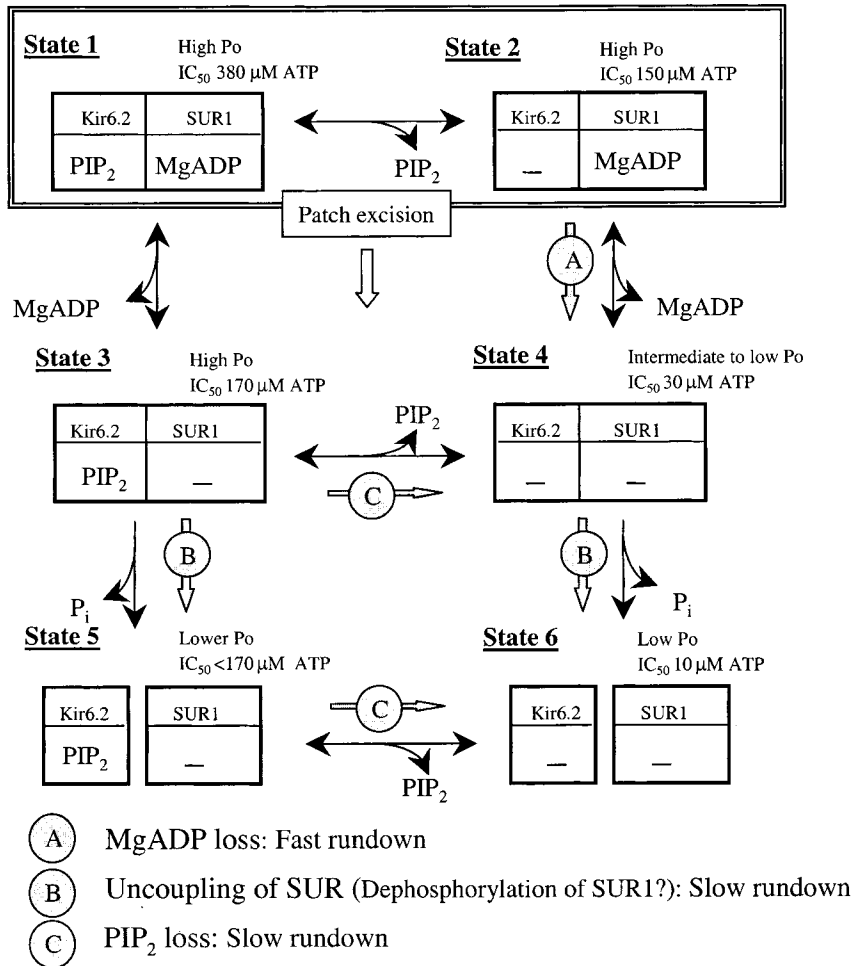 State 1
High Po
IC50 380 μM ATP
Kir6.2 SUR1
PIP2 MgADP
PIP2
State 2
High Po
IC50 150 μM ATP
Kir6.2 SUR1
– MgADP
Patch excision
MgADP
A
MgADP
State 3
High Po
IC50 170 μM ATP
Kir6.2 SUR1
PIP2 –
PIP2
C
State 4
Intermediate to low Po
IC50 30 μM ATP
Kir6.2 SUR1
– –
Pi
B
B
Pi
State 5
Lower Po
IC50 <170 μM ATP
Kir6.2 SUR1
PIP2 –
C
PIP2
State 6
Low Po
IC50 10 μM ATP
Kir6.2 SUR1
– –
A MgADP loss: Fast rundown
B Uncoupling of SUR (Dephosphorylation of SUR1?): Slow rundown
C PIP2 loss: Slow rundown